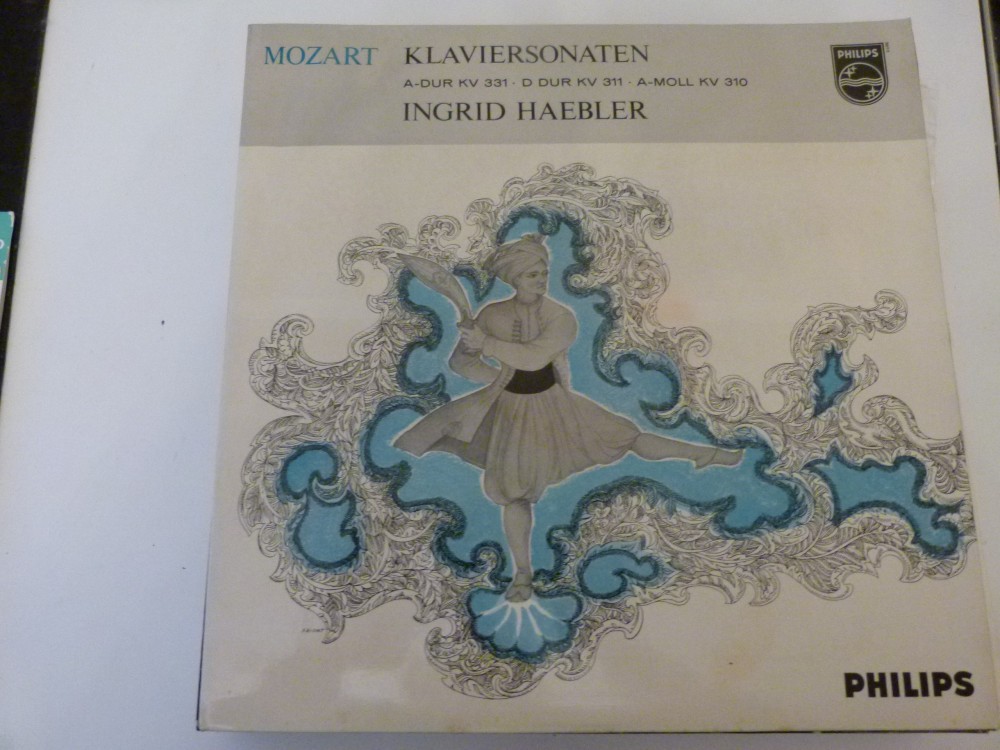 MOZART KLAVIERSONATEN
A-DUR KV 331 · D DUR KV 311 · A-MOLL KV 310
INGRID HAEBLER
PHILIPS
PHILIPS